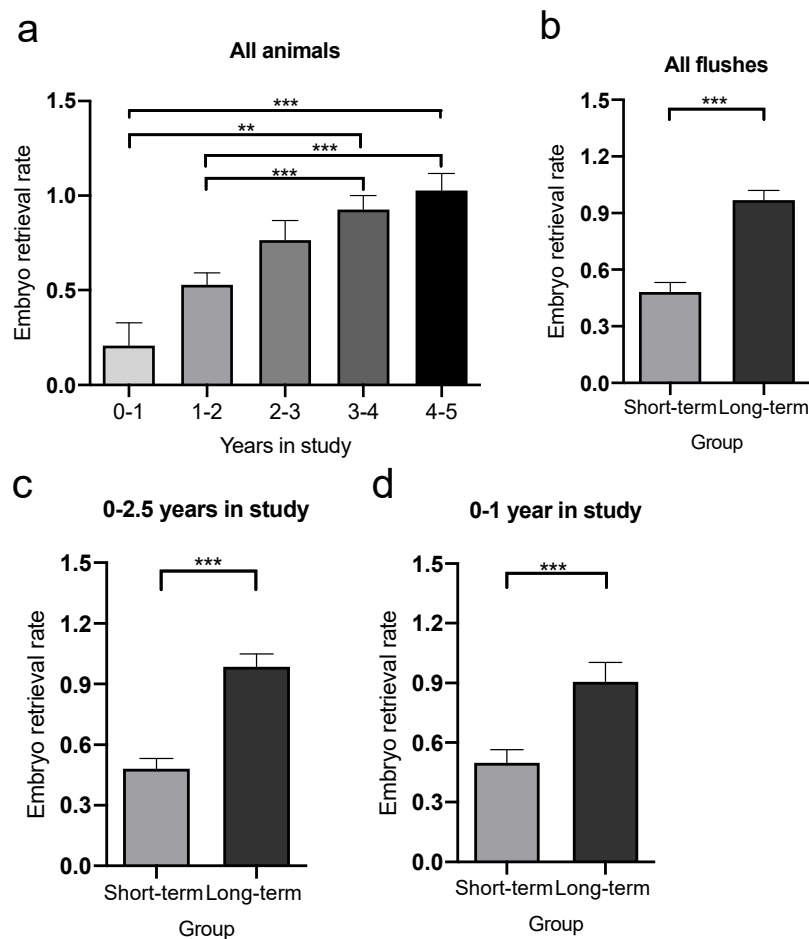 a
All animals
Embryo retrieval rate
1.5
1.0
0.5
0.0
***
**
***
***
0-1 1-2 2-3 3-4 4-5
Years in study
b
All flushes
Embryo retrieval rate
1.5
1.2
0.9
0.6
0.3
0.0
***
Short-term Long-term
Group
c
0-2.5 years in study
Embryo retrieval rate
1.5
1.2
0.9
0.6
0.3
0.0
***
Short-term Long-term
Group
d
0-1 year in study
Embryo retrieval rate
1.5
1.2
0.9
0.6
0.3
0.0
***
Short-term Long-term
Group